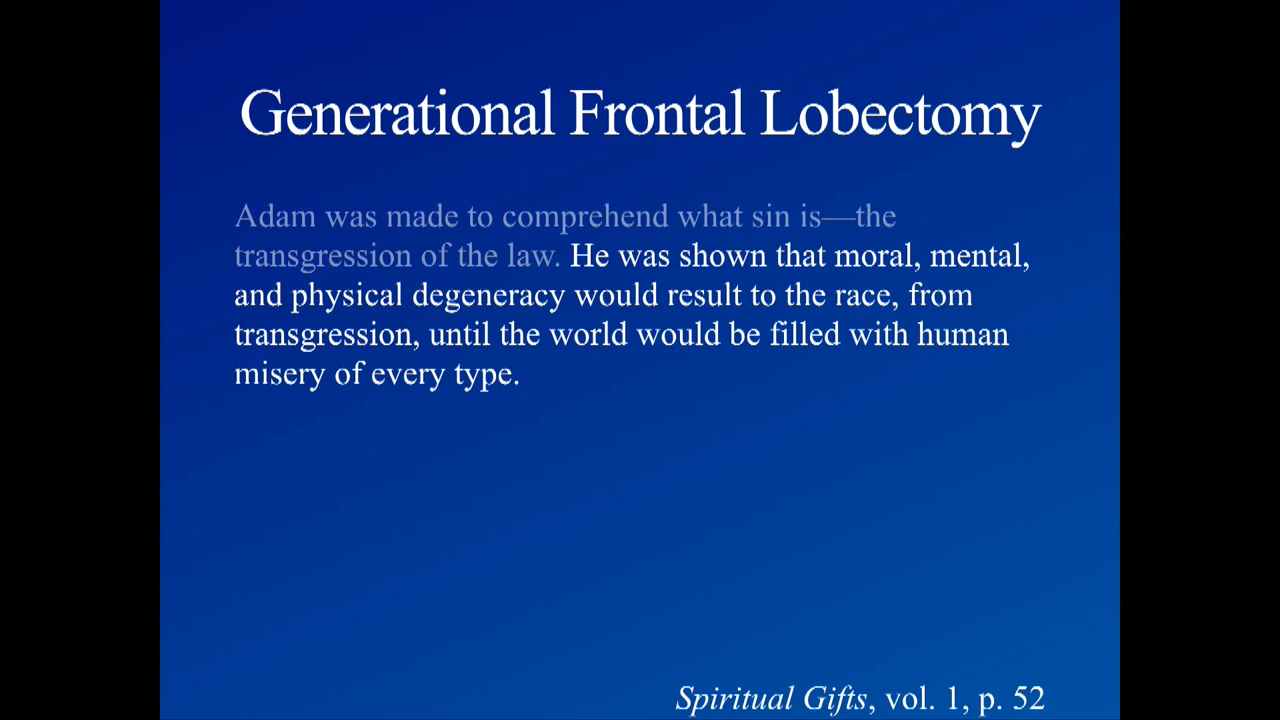 Generational Frontal Lobectomy
Adam was made to comprehend what sin is—the
transgression of the law. He was shown that moral, mental,
and physical degeneracy would result to the race, from
transgression, until the world would be filled with human
misery of every type.
Spiritual Gifts, vol. 1, p. 52